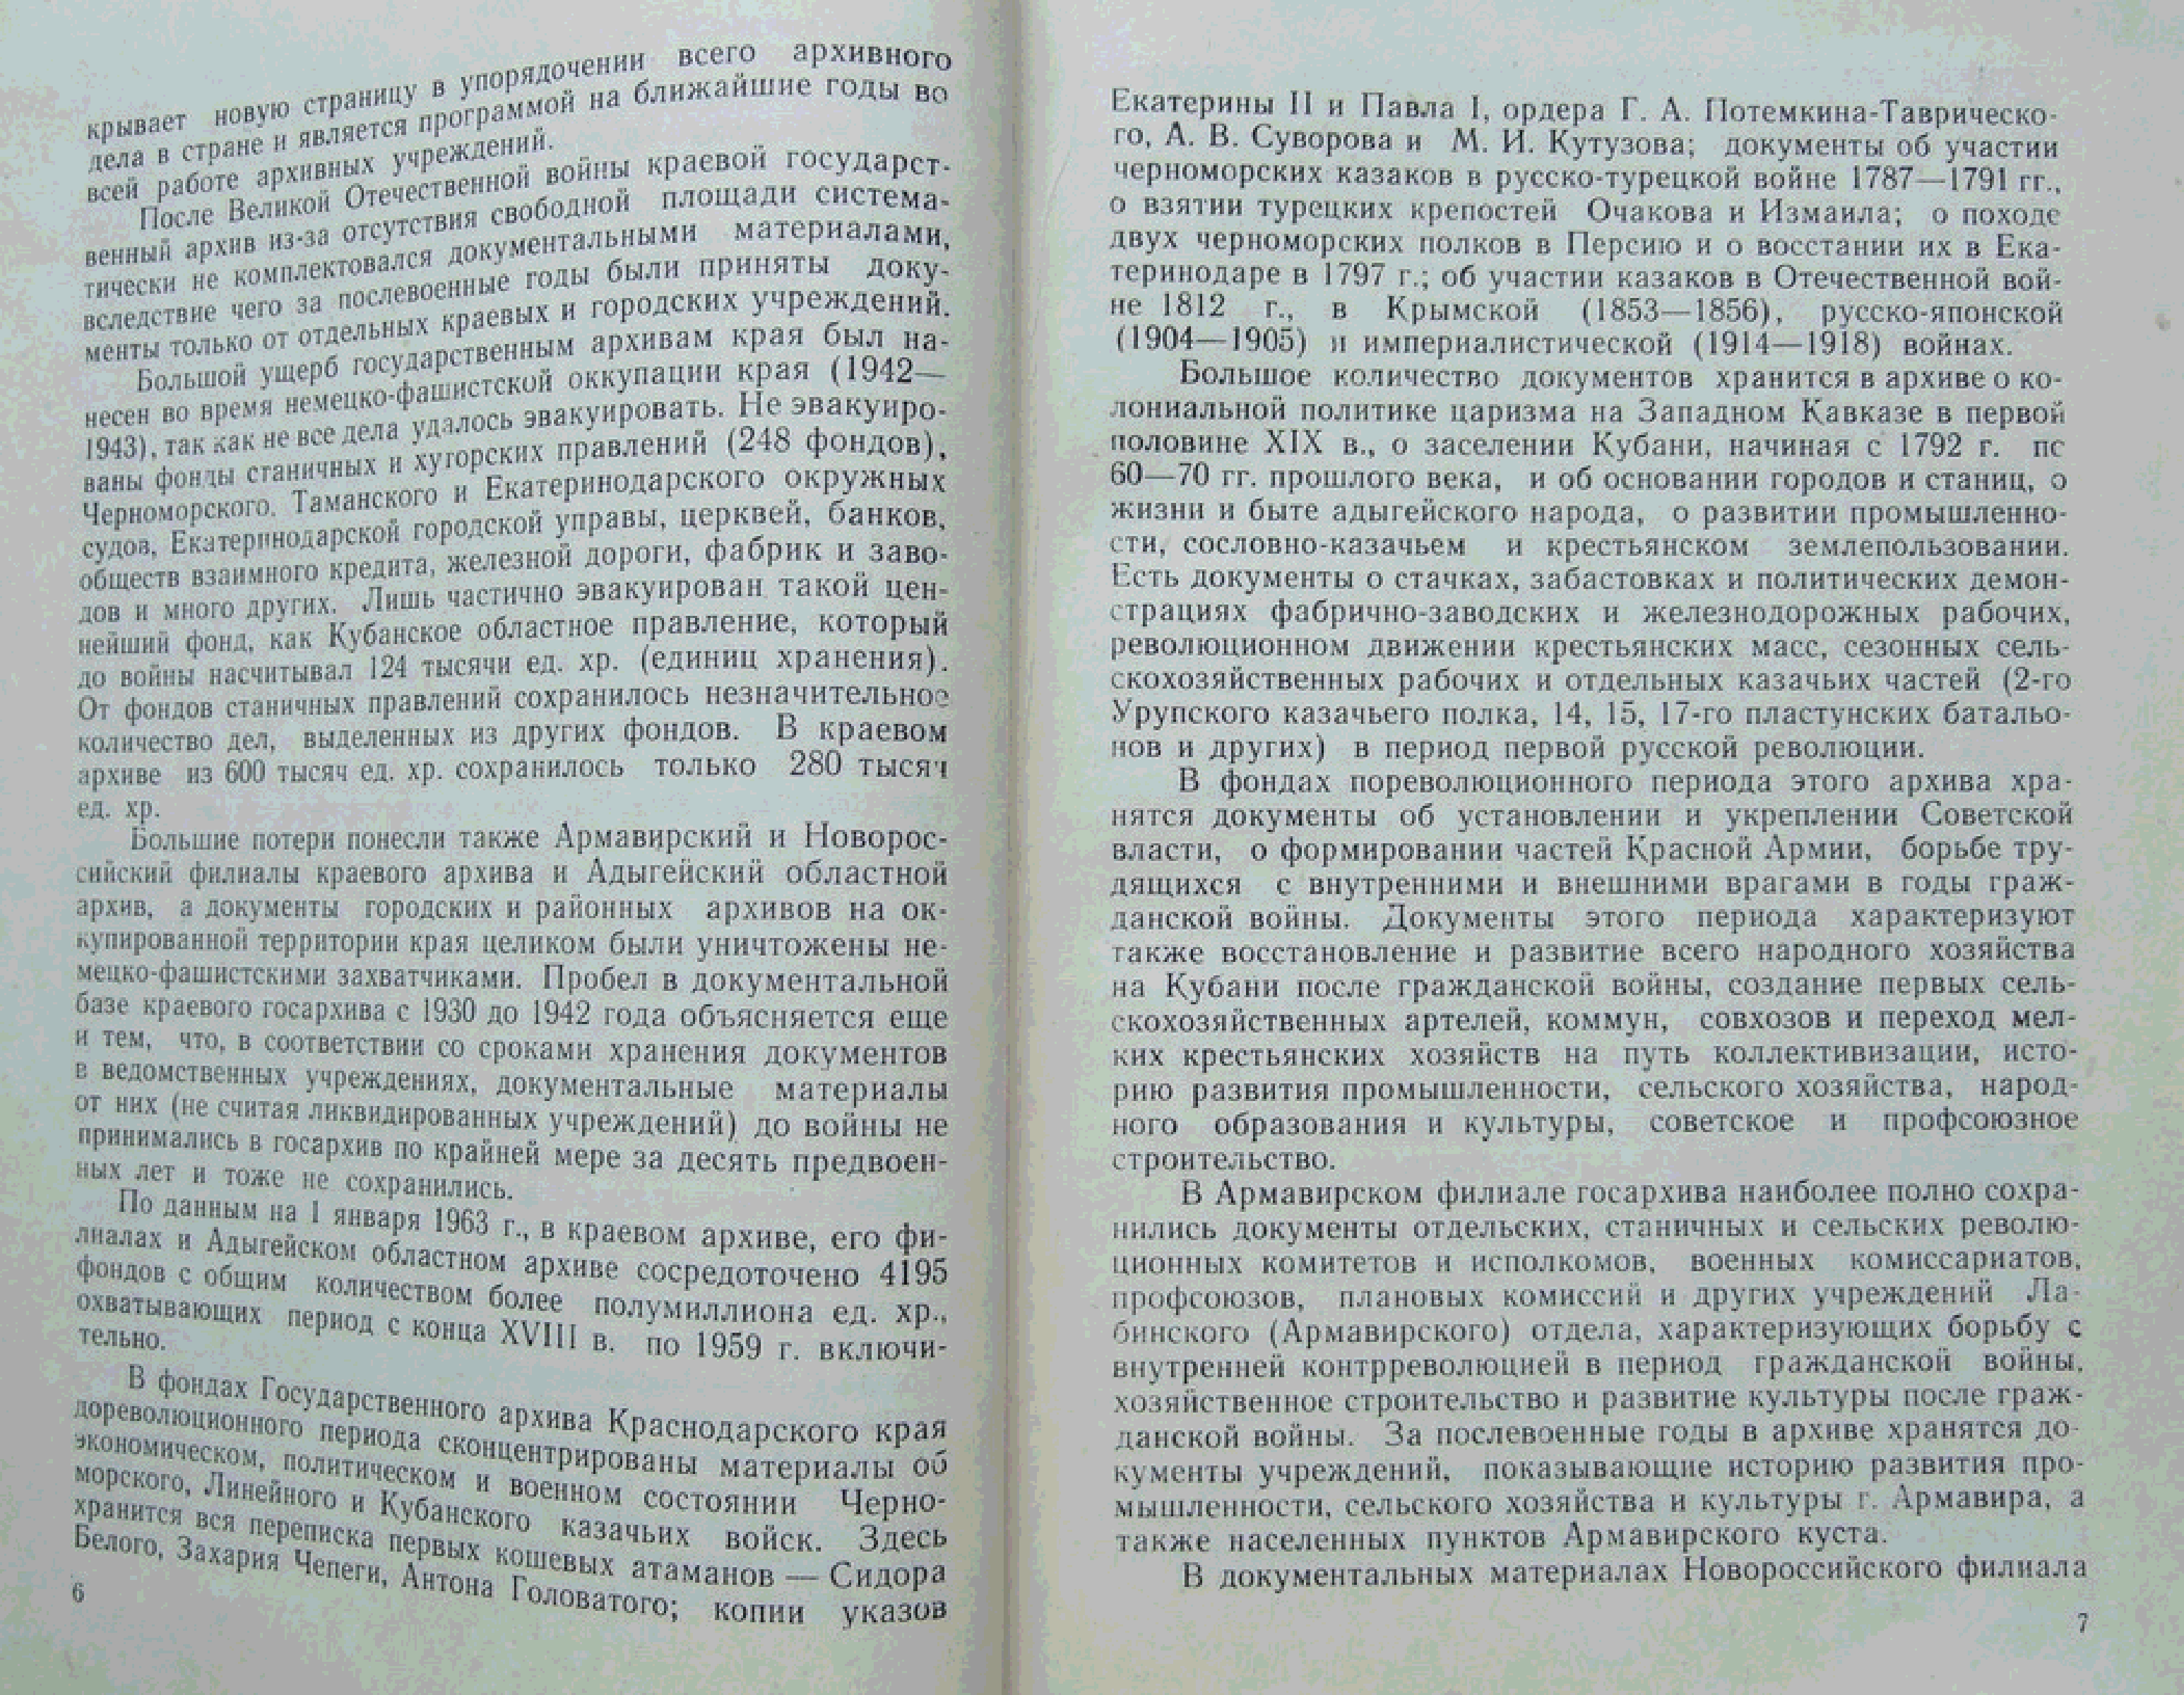 крывает новую страницу в упорядочении всего архивного
дела в стране и является программой на ближайшие годы во
всей работе архивных учреждений.
После Великой Отечественной войны краевой государст-
венный архив из-за отсутствия свободной площади система-
тически не комплектовался документальными материалами,
вследствие чего за послевоенные годы были приняты доку-
менты только от отдельных краевых и городских учреждений.
Большой ущерб государственным архивам края был на-
несен во время немецко-фашистской оккупации края (1942—
1943), так как не все дела удалось эвакуировать. Не эвакуиро-
ваны фонды станичных и хуторских правлений (248 фондов),
Черноморского, Таманского и Екатеринодарского окружных
судов, Екатеринодарской городской управы, церквей, банков,
обществ взаимного кредита, железной дороги, фабрик и заво-
дов и много других. Лишь частично эвакуирован такой цен-
нейший фонд, как Кубанское областное правление, который
до войны насчитывал 124 тысячи ед. хр. (единиц хранения).
От фондов станичных правлений сохранилось незначительное
количество дел, выделенных из других фондов. В краевом
архиве из 600 тысяч ед. хр. сохранилось только 280 тысяч
ед. хр.
Большие потери понесли также Армавирский и Новорос-
сийский филиалы краевого архива и Адыгейский областной
архив, а документы городских и районных архивов на ок-
купированной территории края целиком были уничтожены не-
мецко-фашистскими захватчиками. Пробел в документальной
базе краевого госархива с 1930 до 1942 года объясняется еще
и тем, что, в соответствии со сроками хранения документов
в ведомственных учреждениях, документальные материалы
от них (не считая ликвидированных учреждений) до войны не
принимались в госархив по крайней мере за десять предвоен-
ных лет и тоже не сохранились.
По данным на 1 января 1963 г., в краевом архиве, его фи-
лиалах и Адыгейском областном архиве сосредоточено 4195
фондов с общим количеством более полумиллиона ед. хр.,
охватывающих период с конца XVIII в. по 1959 г. включи-
тельно.
В фондах Государственного архива Краснодарского края
дореволюционного периода сконцентрированы материалы об
экономическом, политическом и военном состоянии Черно-
морского, Линейного и Кубанского казачьих войск. Здесь
хранится вся переписка первых кошевых атаманов — Сидора
Белого, Захария Чепеги, Антона Головатого; копии указов
6
Екатерины II и Павла I, ордера Г. А. Потемкина-Таврическо-
го, А. В. Суворова и М. И. Кутузова; документы об участии
черноморских казаков в русско-турецкой войне 1787—1791 гг.,
о взятии турецких крепостей Очакова и Измаила; о походе
двух черноморских полков в Персию и о восстании их в Ека-
теринодаре в 1797 г.; об участии казаков в Отечественной вой-
не 1812 г., в Крымской (1853—1856), русско-японской
(1904—1905) и империалистической (1914—1918) войнах.
Большое количество документов хранится в архиве о ко-
лониальной политике царизма на Западном Кавказе в первой
половине XIX в., о заселении Кубани, начиная с 1792 г. по
60—70 гг. прошлого века, и об основании городов и станиц, о
жизни и быте адыгейского народа, о развитии промышленно-
сти, сословно-казачьем и крестьянском землепользовании.
Есть документы о стачках, забастовках и политических демон-
страциях фабрично-заводских и железнодорожных рабочих,
революционном движении крестьянских масс, сезонных сель-
скохозяйственных рабочих и отдельных казачьих частей (2-го
Урупского казачьего полка, 14, 15, 17-го пластунских батальо-
нов и других) в период первой русской революции.
В фондах пореволюционного периода этого архива хра-
нятся документы об установлении и укреплении Советской
власти, о формировании частей Красной Армии, борьбе тру-
дящихся с внутренними и внешними врагами в годы граж-
данской войны. Документы этого периода характеризуют
также восстановление и развитие всего народного хозяйства
на Кубани после гражданской войны, создание первых сель-
скохозяйственных артелей, коммун, совхозов и переход мел-
ких крестьянских хозяйств на путь коллективизации, исто-
рию развития промышленности, сельского хозяйства, народ-
ного образования и культуры, советское и профсоюзное
строительство.
В Армавирском филиале госархива наиболее полно сохра-
нились документы отдельских, станичных и сельских револю-
ционных комитетов и исполкомов, военных комиссариатов,
профсоюзов, плановых комиссий и других учреждений Ла-
бинского (Армавирского) отдела, характеризующих борьбу с
внутренней контрреволюцией в период гражданской войны,
хозяйственное строительство и развитие культуры после граж-
данской войны. За послевоенные годы в архиве хранятся до-
кументы учреждений, показывающие историю развития про-
мышленности, сельского хозяйства и культуры г. Армавира, а
также населенных пунктов Армавирского куста.
В документальных материалах Новороссийского филиала
7